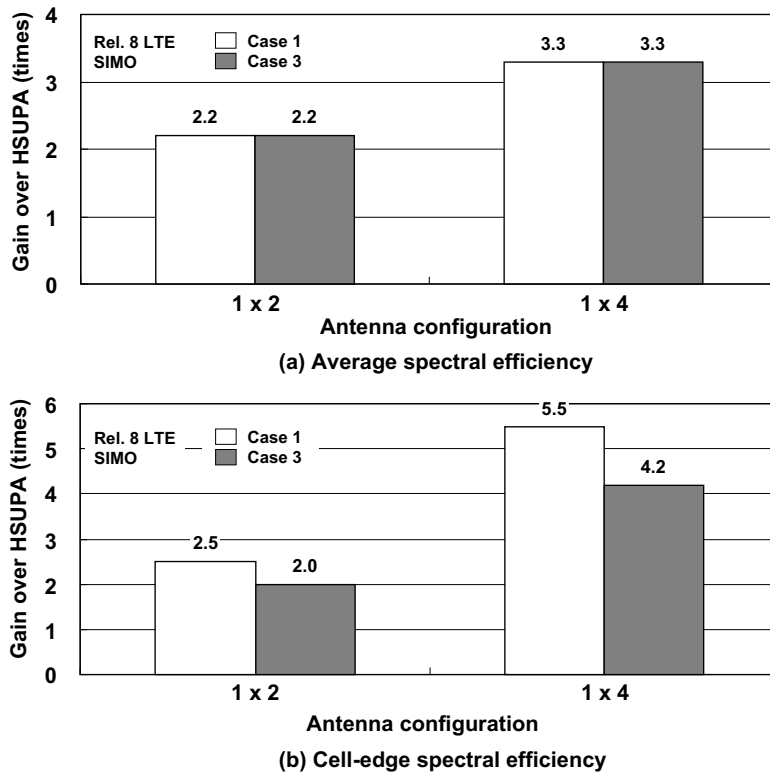 Gain over HSUPA (times)
4
3
2
1
0
Rel. 8 LTE
SIMO
Case 1
Case 3
2.2
2.2
3.3
3.3
1 x 2
1 x 4
Antenna configuration
(a) Average spectral efficiency
Gain over HSUPA (times)
6
5
4
3
2
1
0
Rel. 8 LTE
SIMO
Case 1
Case 3
2.5
2.0
5.5
4.2
1 x 2
1 x 4
Antenna configuration
(b) Cell-edge spectral efficiency